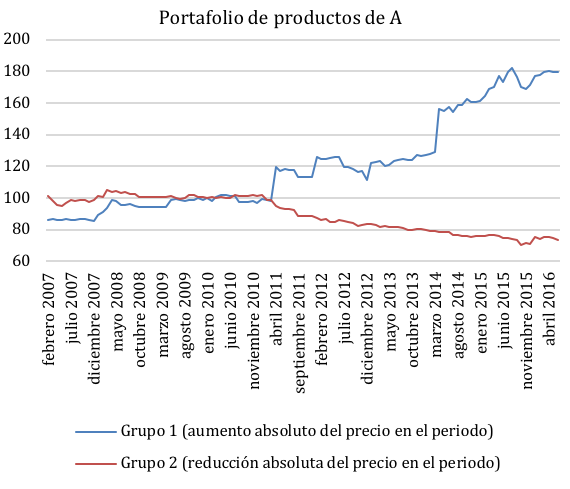 Portafolio de productos de A
200
180
160
140
120
100
80
60
febrero 2007
julio 2007
diciembre 2007
mayo 2008
octubre 2008
marzo 2009
agosto 2009
enero 2010
junio 2010
noviembre 2010
abril 2011
septiembre 2011
febrero 2012
julio 2012
diciembre 2012
mayo 2013
octubre 2013
marzo 2014
agosto 2014
enero 2015
junio 2015
noviembre 2015
abril 2016
Grupo 1 (aumento absoluto del precio en el periodo)
Grupo 2 (reducción absoluta del precio en el periodo)